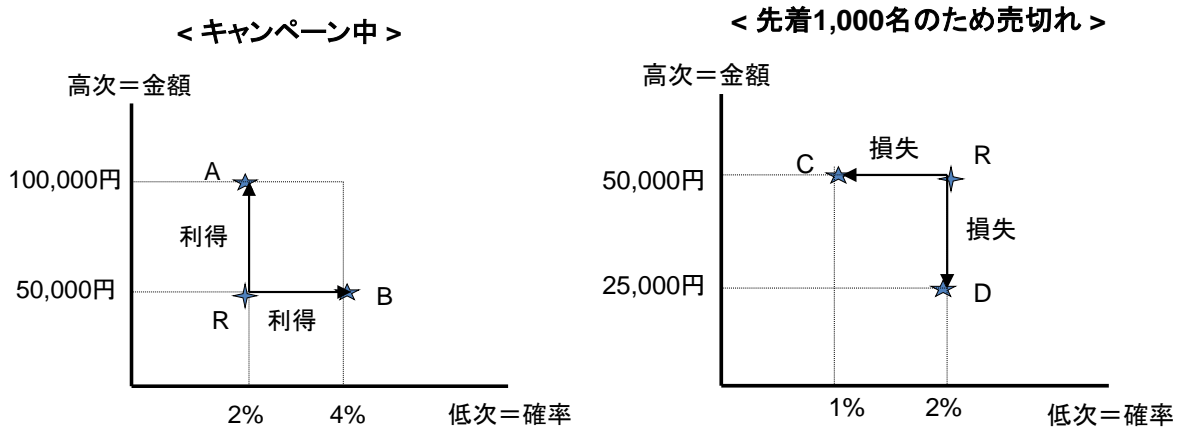 < キャンペーン中 >
高次＝金額
100,000円
A
利得
50,000円
R
利得
B
2%
4%
低次＝確率
< 先着1,000名のため売切れ >
高次＝金額
50,000円
C
損失
R
損失
25,000円
D
1%
2%
低次＝確率